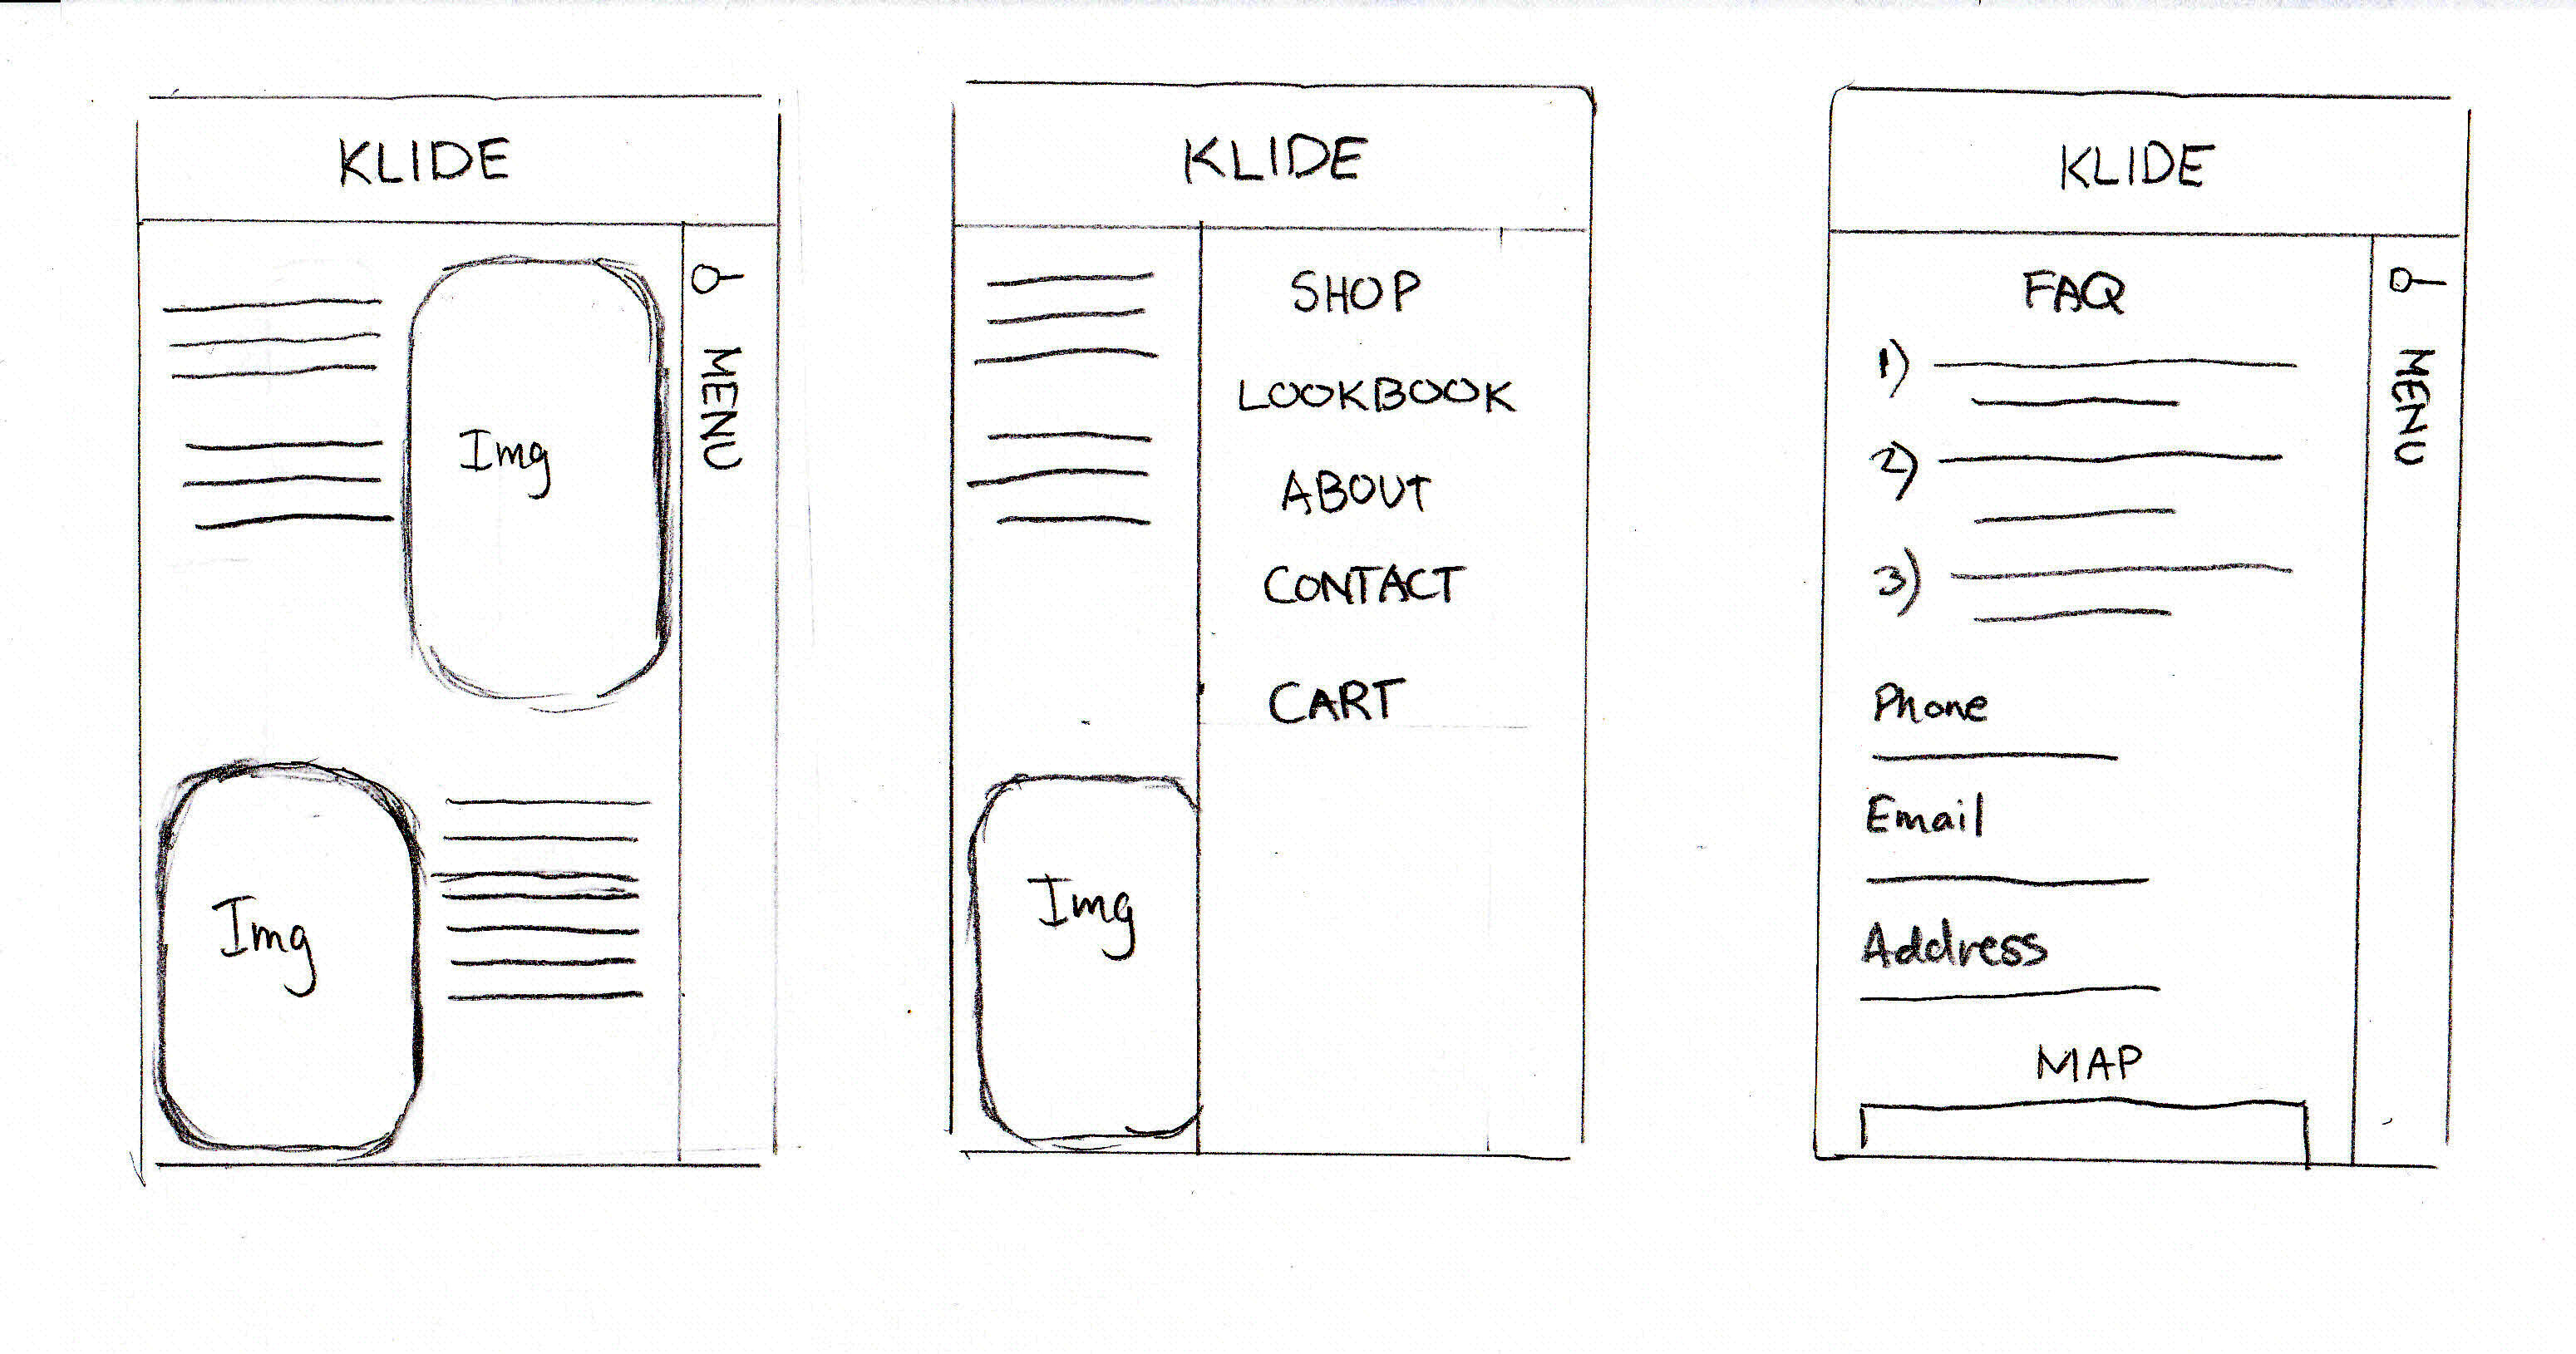 KLIDE
MENU
Img
Img
KLIDE
SHOP
LOOKBOOK
ABOUT
CONTACT
CART
Img
KLIDE
MENU
FAQ
1)
2)
3)
Phone
Email
Address
MAP